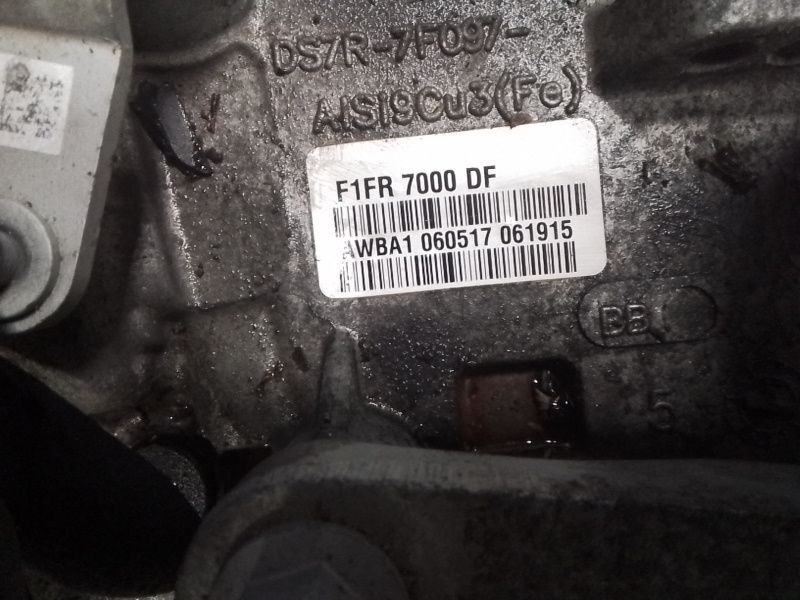 DS7R-7F097-
AlSi9Cu3(Fe)
F1FR 7000 DF
AWBA1 060517 061915
BB
5